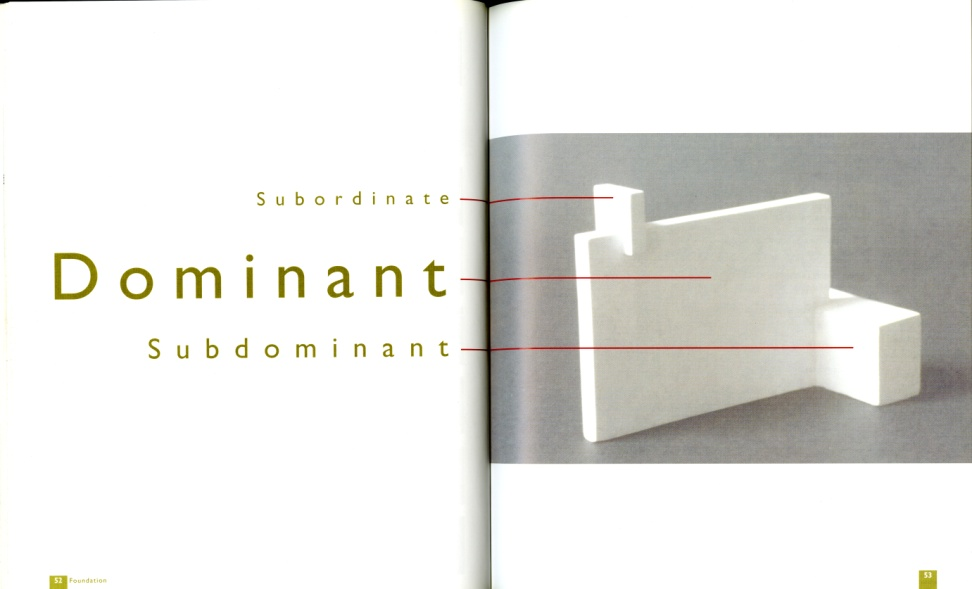 Subordinate
Dominant
Subdominant
52 Foundation
53